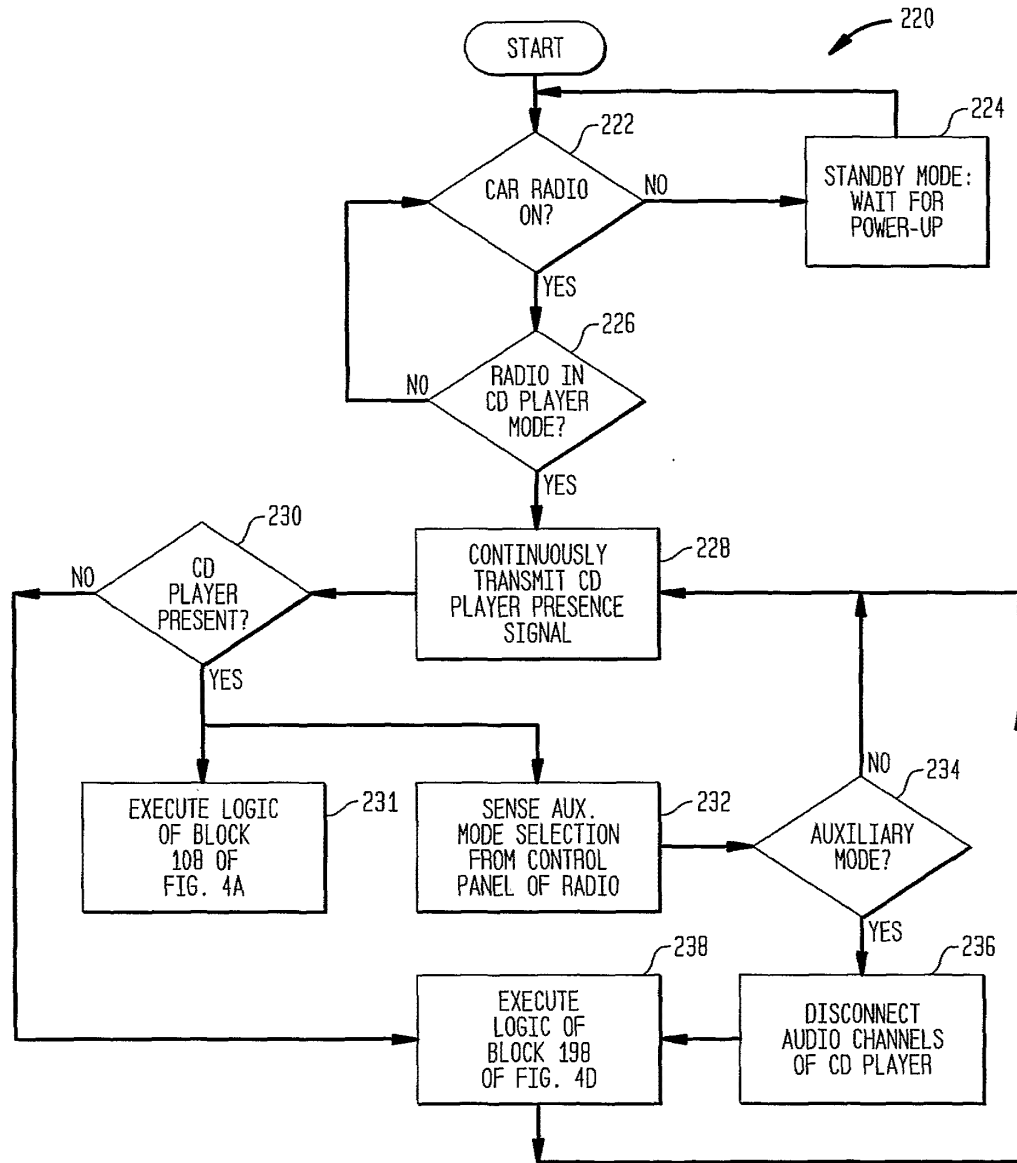 220
START
222
CAR RADIO
ON?
NO
YES
224
STANDBY MODE:
WAIT FOR
POWER-UP
226
RADIO IN
CD PLAYER
MODE?
NO
YES
228
CONTINUOUSLY
TRANSMIT CD
PLAYER PRESENCE
SIGNAL
230
CD
PLAYER
PRESENT?
NO
YES
231
EXECUTE LOGIC
OF BLOCK
108 OF
FIG. 4A
232
SENSE AUX.
MODE SELECTION
FROM CONTROL
PANEL OF RADIO
234
AUXILIARY
MODE?
NO
YES
236
DISCONNECT
AUDIO CHANNELS
OF CD PLAYER
238
EXECUTE
LOGIC OF
BLOCK 198
OF FIG. 4D